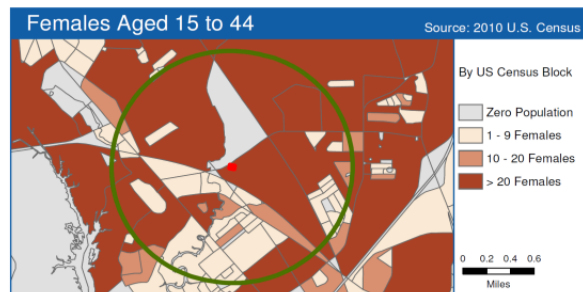 Females Aged 15 to 44
Source: 2010 U.S. Census
By US Census Block
Zero Population
1 - 9 Females
10 - 20 Females
> 20 Females
0 0.2 0.4 0.6
Miles